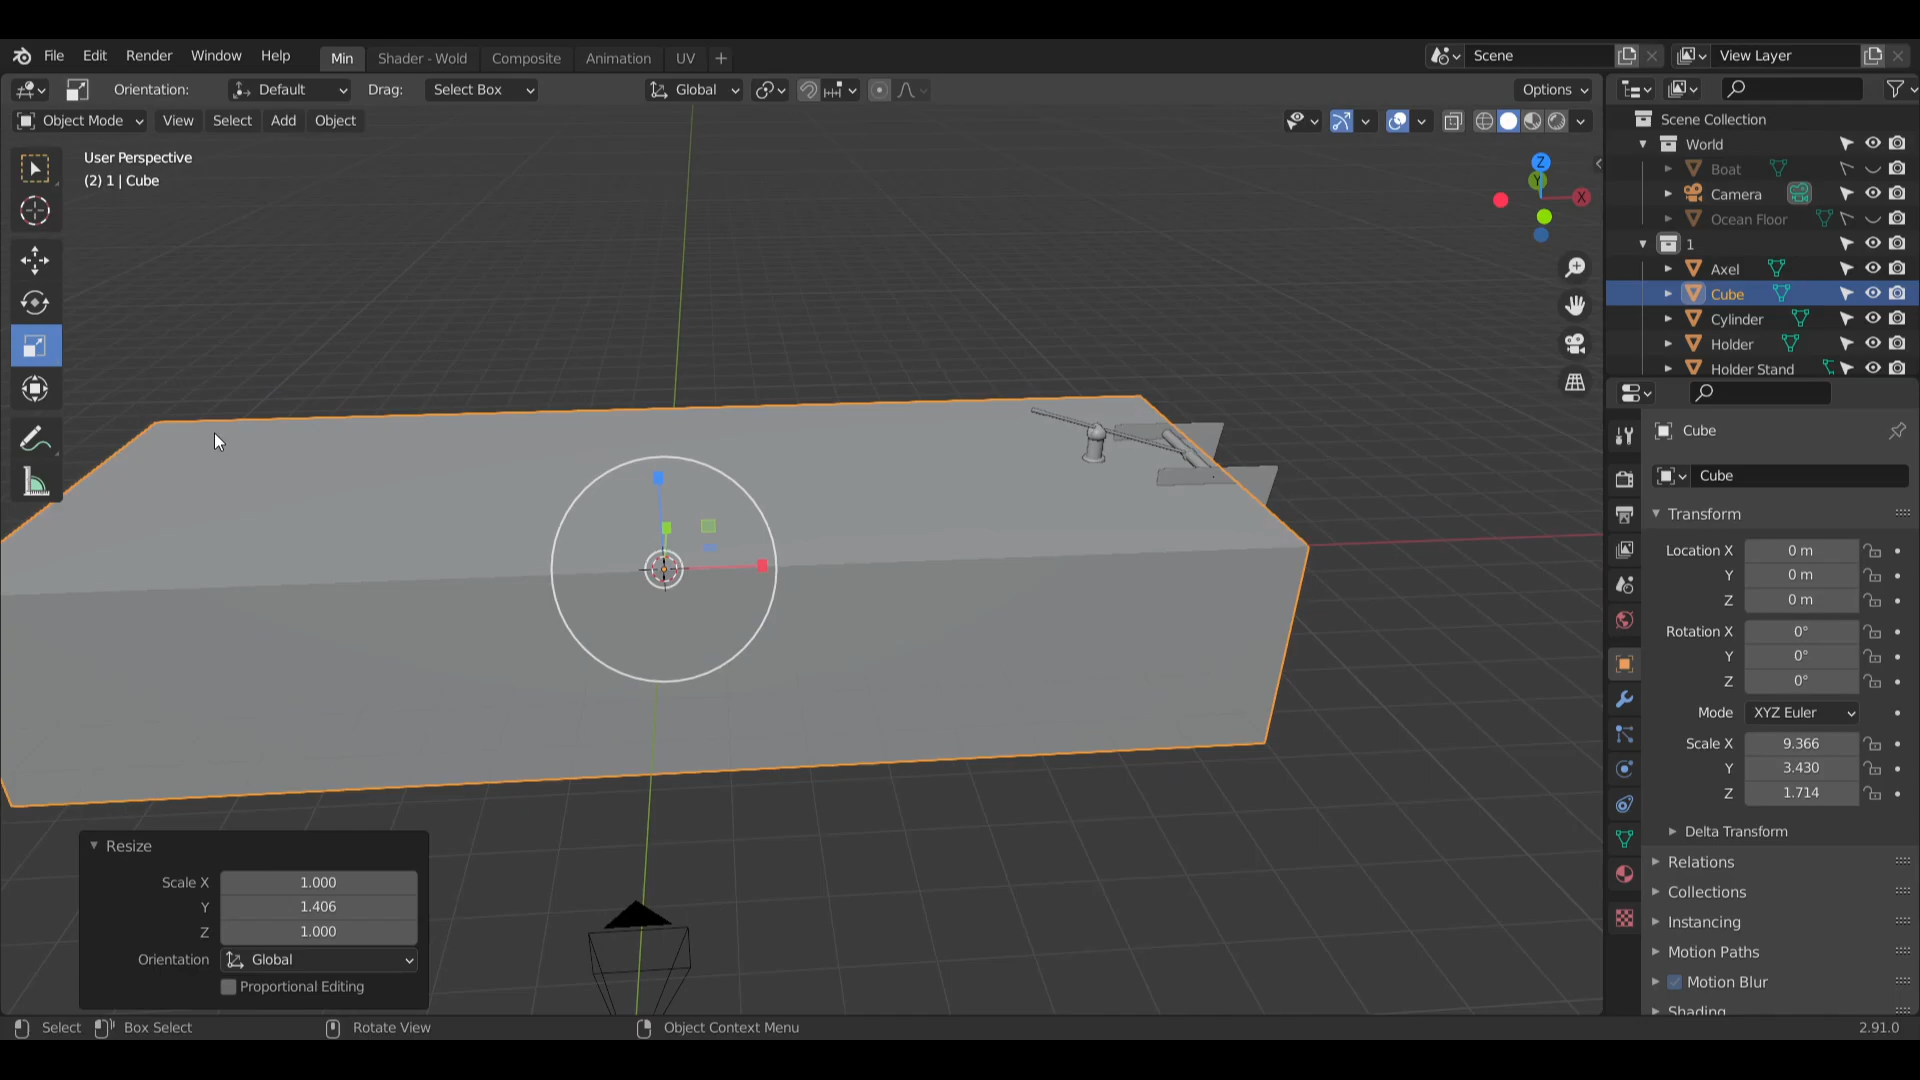 File Edit Render Window Help Min Shader - Wold Composite Animation UV Scene View Layer
Orientation: Default Drag: Select Box Global Options
Object Mode View Select Add Object
User Perspective
(2) 1 | Cube
Z
Y
X
Scene Collection
World
Boat
Camera
Ocean Floor
1
Axel
Cube
Cylinder
Holder
Holder Stand
Cube
Cube
Transform
Location X 0 m
Y 0 m
Z 0 m
Rotation X 0°
Y 0°
Z 0°
Mode XYZ Euler
Scale X 9.366
Y 3.430
Z 1.714
Delta Transform
Relations
Collections
Instancing
Motion Paths
Motion Blur
Shading
Resize
Scale X 1.000
Y 1.406
Z 1.000
Orientation Global
Proportional Editing
Select Box Select Rotate View Object Context Menu 2.91.0